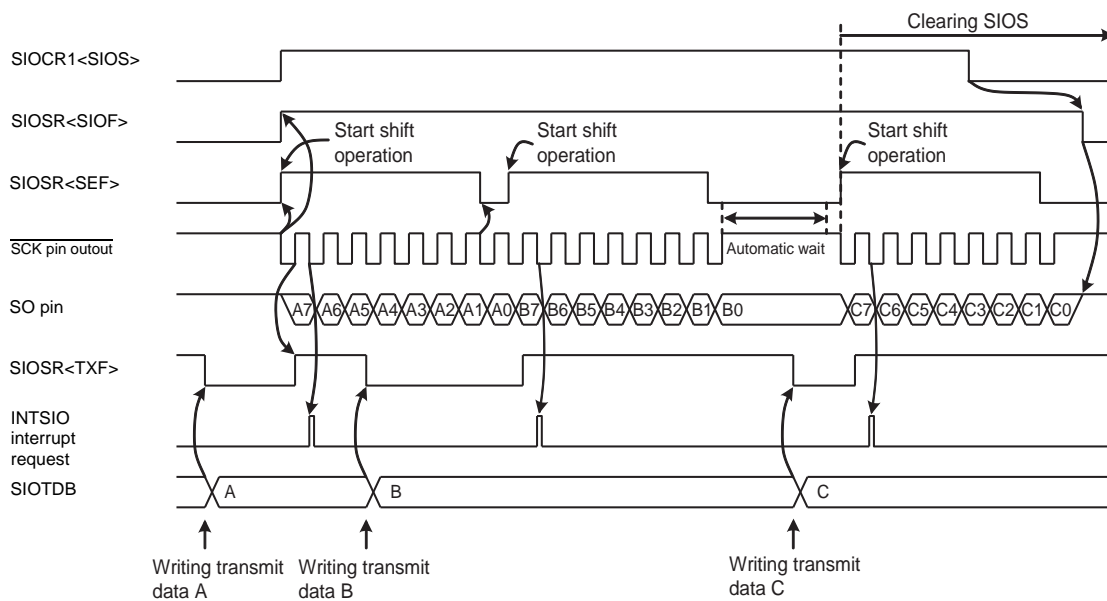 Clearing SIOS
SIOCR1<SIOS>
SIOSR<SIOF>
Start shift
operation
Start shift
operation
Start shift
operation
SIOSR<SEF>
SCK pin outout
Automatic wait
SO pin
A7 A6 A5 A4 A3 A2 A1 A0 B7 B6 B5 B4 B3 B2 B1 B0 C7 C6 C5 C4 C3 C2 C1 C0
SIOSR<TXF>
INTSIO
interrupt
request
SIOTDB
A B C
Writing transmit
data A
Writing transmit
data B
Writing transmit
data C